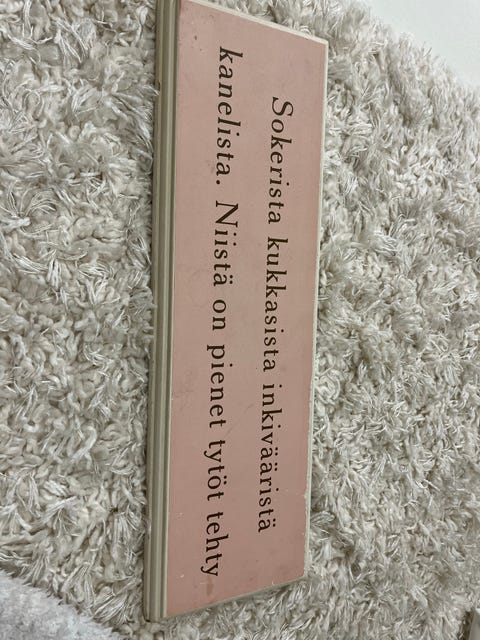 Sokerista kukkasista inkivääristä
kanelista. Niistä on pienet tytöt tehty